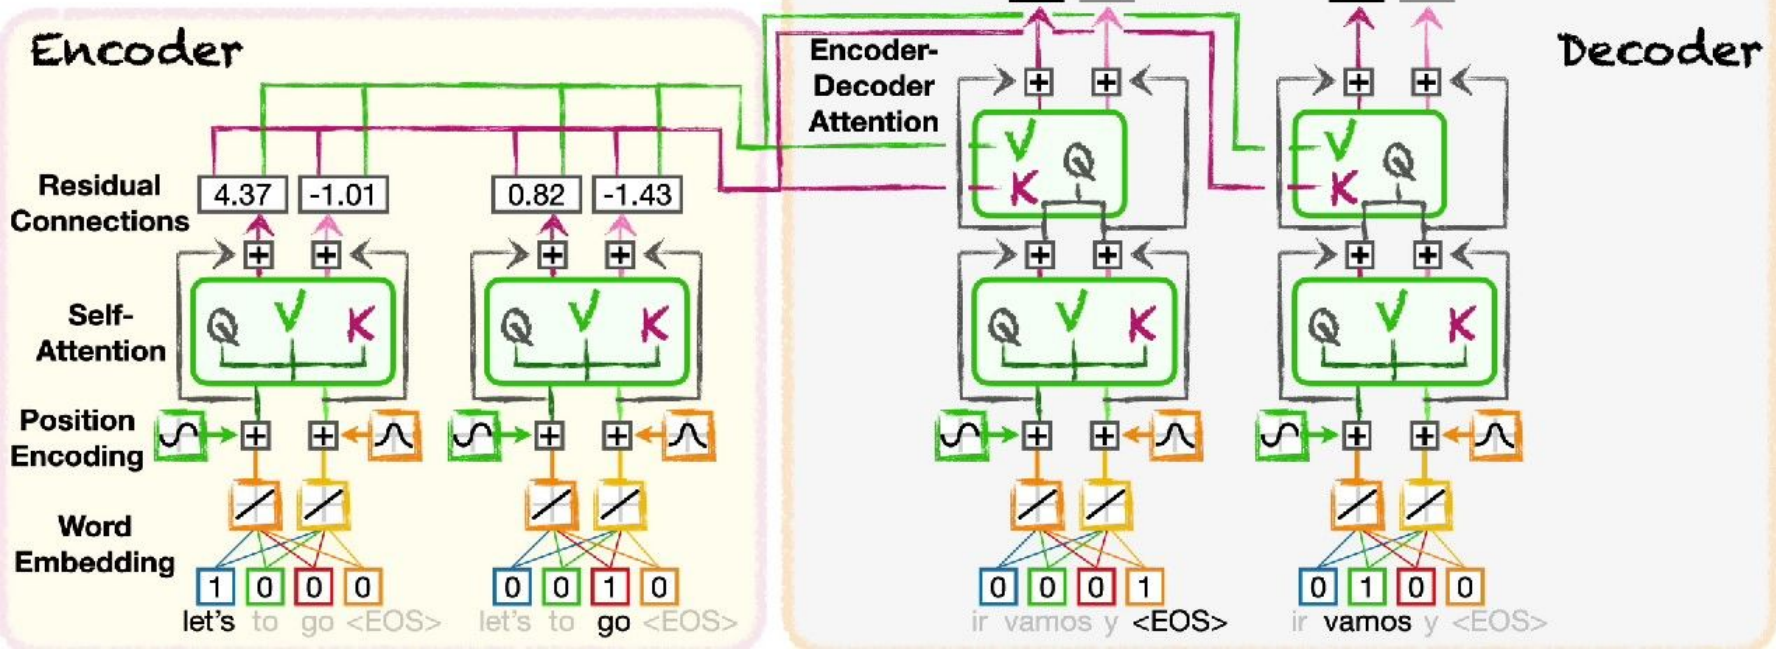 Encoder
Decoder
Encoder-
Decoder
Attention
V Q K
V Q K
Residual
Connections
4.37 -1.01 0.82 -1.43
+ + + + + + + +
Self-
Attention
Q V K
Q V K
Q V K
Q V K
Position
Encoding
+ + + + + + + +
Word
Embedding
1 0 0 0
0 0 1 0
0 0 0 1
0 1 0 0
let's to go <EOS>
let's to go <EOS>
ir vamos y <EOS>
ir vamos y <EOS>